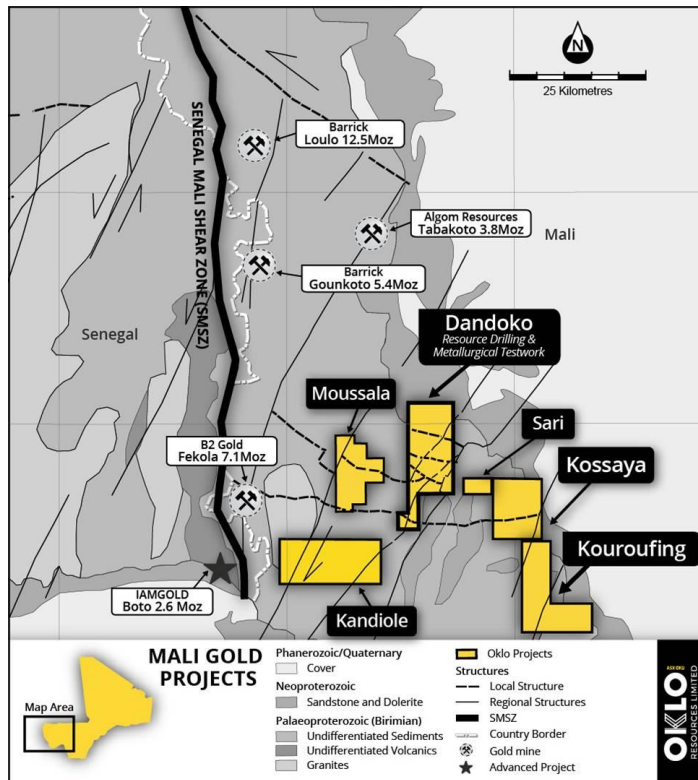 N
25 Kilometres
SENEGAL MALI SHEAR ZONE (SMSZ)
Barrick
Loulo 12.5Moz
Algom Resources
Tabakoto 3.8Moz
Mali
Barrick
Gounkoto 5.4Moz
Senegal
Dandoko
Resource Drilling &
Metallurgical Testwork
Moussala
Sari
B2 Gold
Fekola 7.1Moz
Kossaya
Kouroufing
IAMGOLD
Boto 2.6 Moz
Kandiole
MALI GOLD
PROJECTS
Map Area
Phanerozoic/Quaternary
Cover
Neoproterozoic
Sandstone and Dolerite
Palaeoproterozoic (Birimian)
Undifferentiated Sediments
Undifferentiated Volcanics
Granites
Oklo Projects
Structures
Local Structure
Regional Structures
SMSZ
Country Border
Gold mine
Advanced Project
ASX:OKU
OKLO
RESOURCES LIMITED